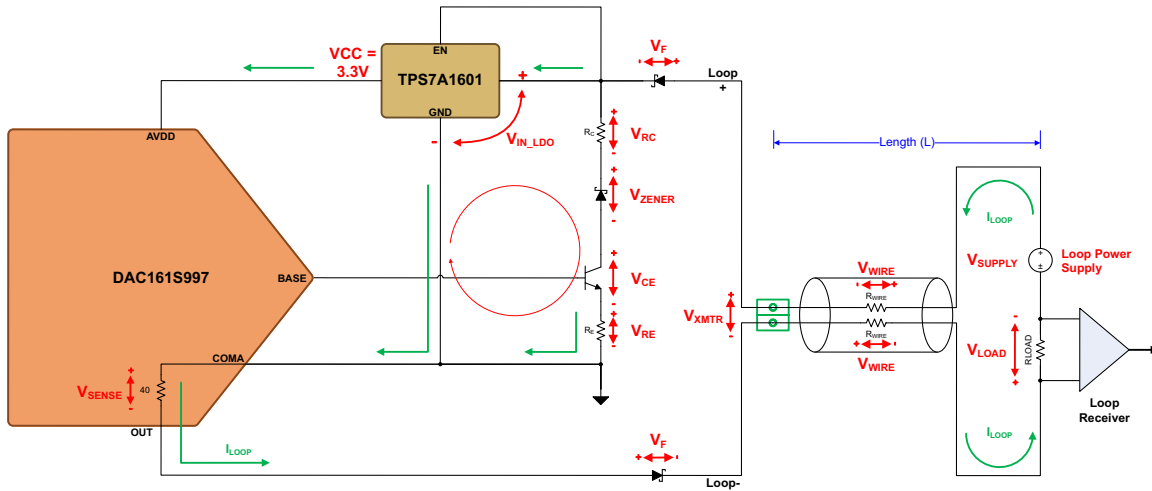 EN
VCC =
3.3V
TPS7A1601
GND
+
-
V_IN_LDO
- V_F +
Loop
+
AVDD
R_C
+
V_RC
-
+
V_ZENER
-
Length (L)
DAC161S997
BASE
+
V_CE
-
R_E
+
V_RE
-
COMA
+
V_SENSE
-
40
OUT
I_LOOP
- V_F +
+ V_F -
Loop-
+
V_XMTR
-
V_WIRE
- +
R_WIRE
R_WIRE
+ -
V_WIRE
I_LOOP
V_SUPPLY
+
±
Loop Power
Supply
-
V_LOAD
+
RLOAD
Loop
Receiver
I_LOOP